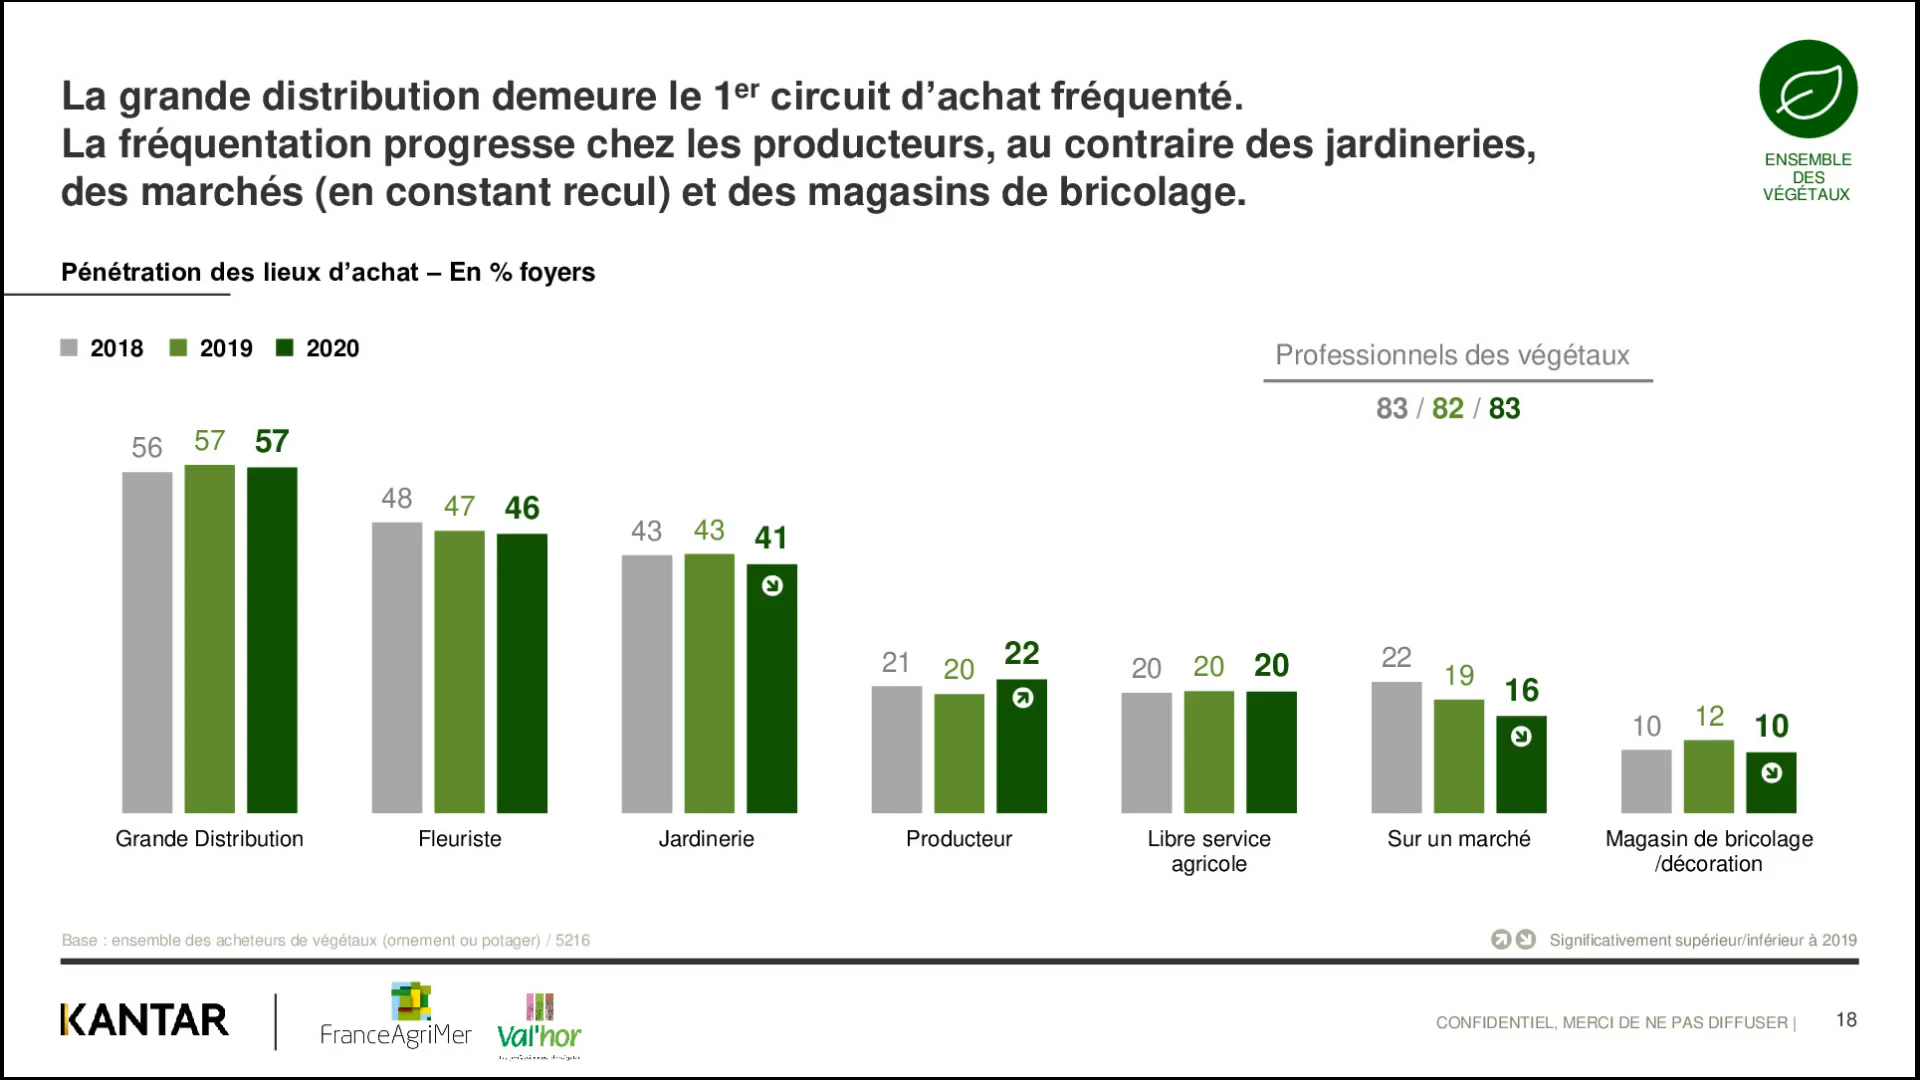 La grande distribution demeure le 1er circuit d’achat fréquenté.
La fréquentation progresse chez les producteurs, au contraire des jardineries,
des marchés (en constant recul) et des magasins de bricolage.
ENSEMBLE
DES
VÉGÉTAUX
Pénétration des lieux d’achat – En % foyers
2018 2019 2020
Professionnels des végétaux
83 / 82 / 83
56 57 57
48 47 46
43 43 41
21 20 22
20 20 20
22 19 16
10 12 10
Grande Distribution
Fleuriste
Jardinerie
Producteur
Libre service
agricole
Sur un marché
Magasin de bricolage
/décoration
Base : ensemble des acheteurs de végétaux (ornement ou potager) / 5216
Significativement supérieur/inférieur à 2019
KANTAR
FranceAgriMer
Val'hor
CONFIDENTIEL, MERCI DE NE PAS DIFFUSER |
18